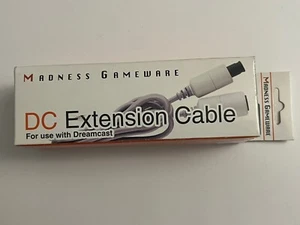 MADNESS GAMEWARE
DC Extension Cable
For use with Dreamcast
MADNESS GAMEWARE